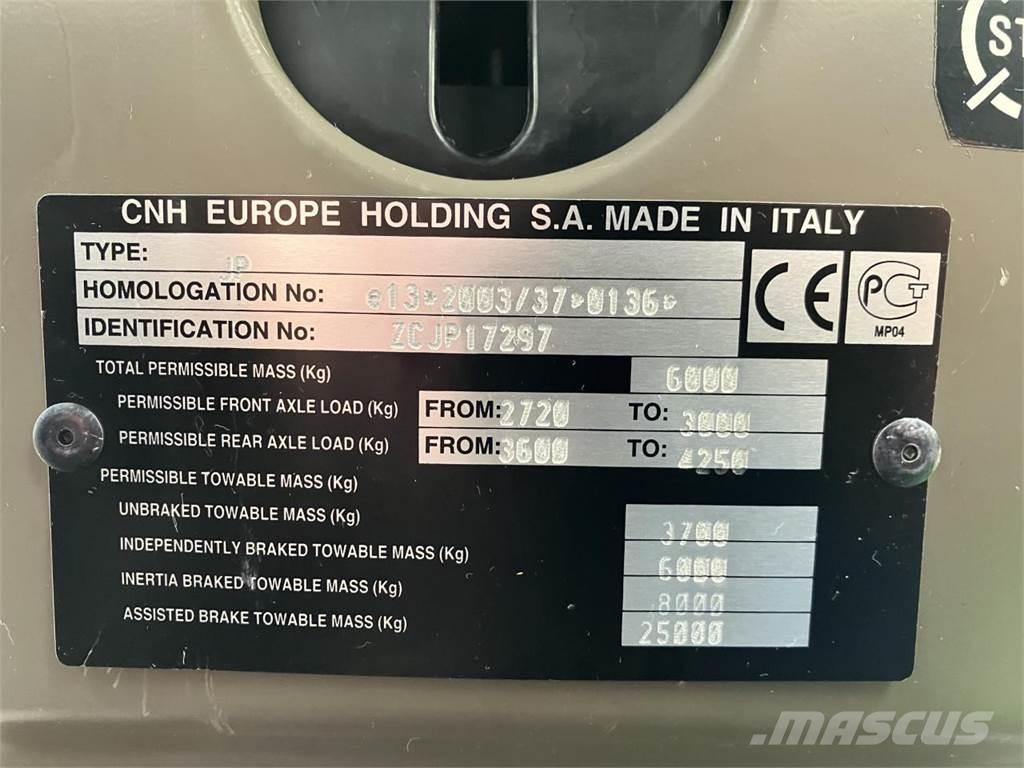 ST
CNH EUROPE HOLDING S.A. MADE IN ITALY
TYPE: JP
HOMOLOGATION No: e13*2003/37*0136*
IDENTIFICATION No: ZCJP17297
CE
PCT
MP04
TOTAL PERMISSIBLE MASS (Kg) 6000
PERMISSIBLE FRONT AXLE LOAD (Kg) FROM: 2720 TO: 3000
PERMISSIBLE REAR AXLE LOAD (Kg) FROM: 3600 TO: 4250
PERMISSIBLE TOWABLE MASS (Kg)
UNBRAKED TOWABLE MASS (Kg) 3700
INDEPENDENTLY BRAKED TOWABLE MASS (Kg) 6000
INERTIA BRAKED TOWABLE MASS (Kg) 8000
ASSISTED BRAKE TOWABLE MASS (Kg) 25000
MASCUS